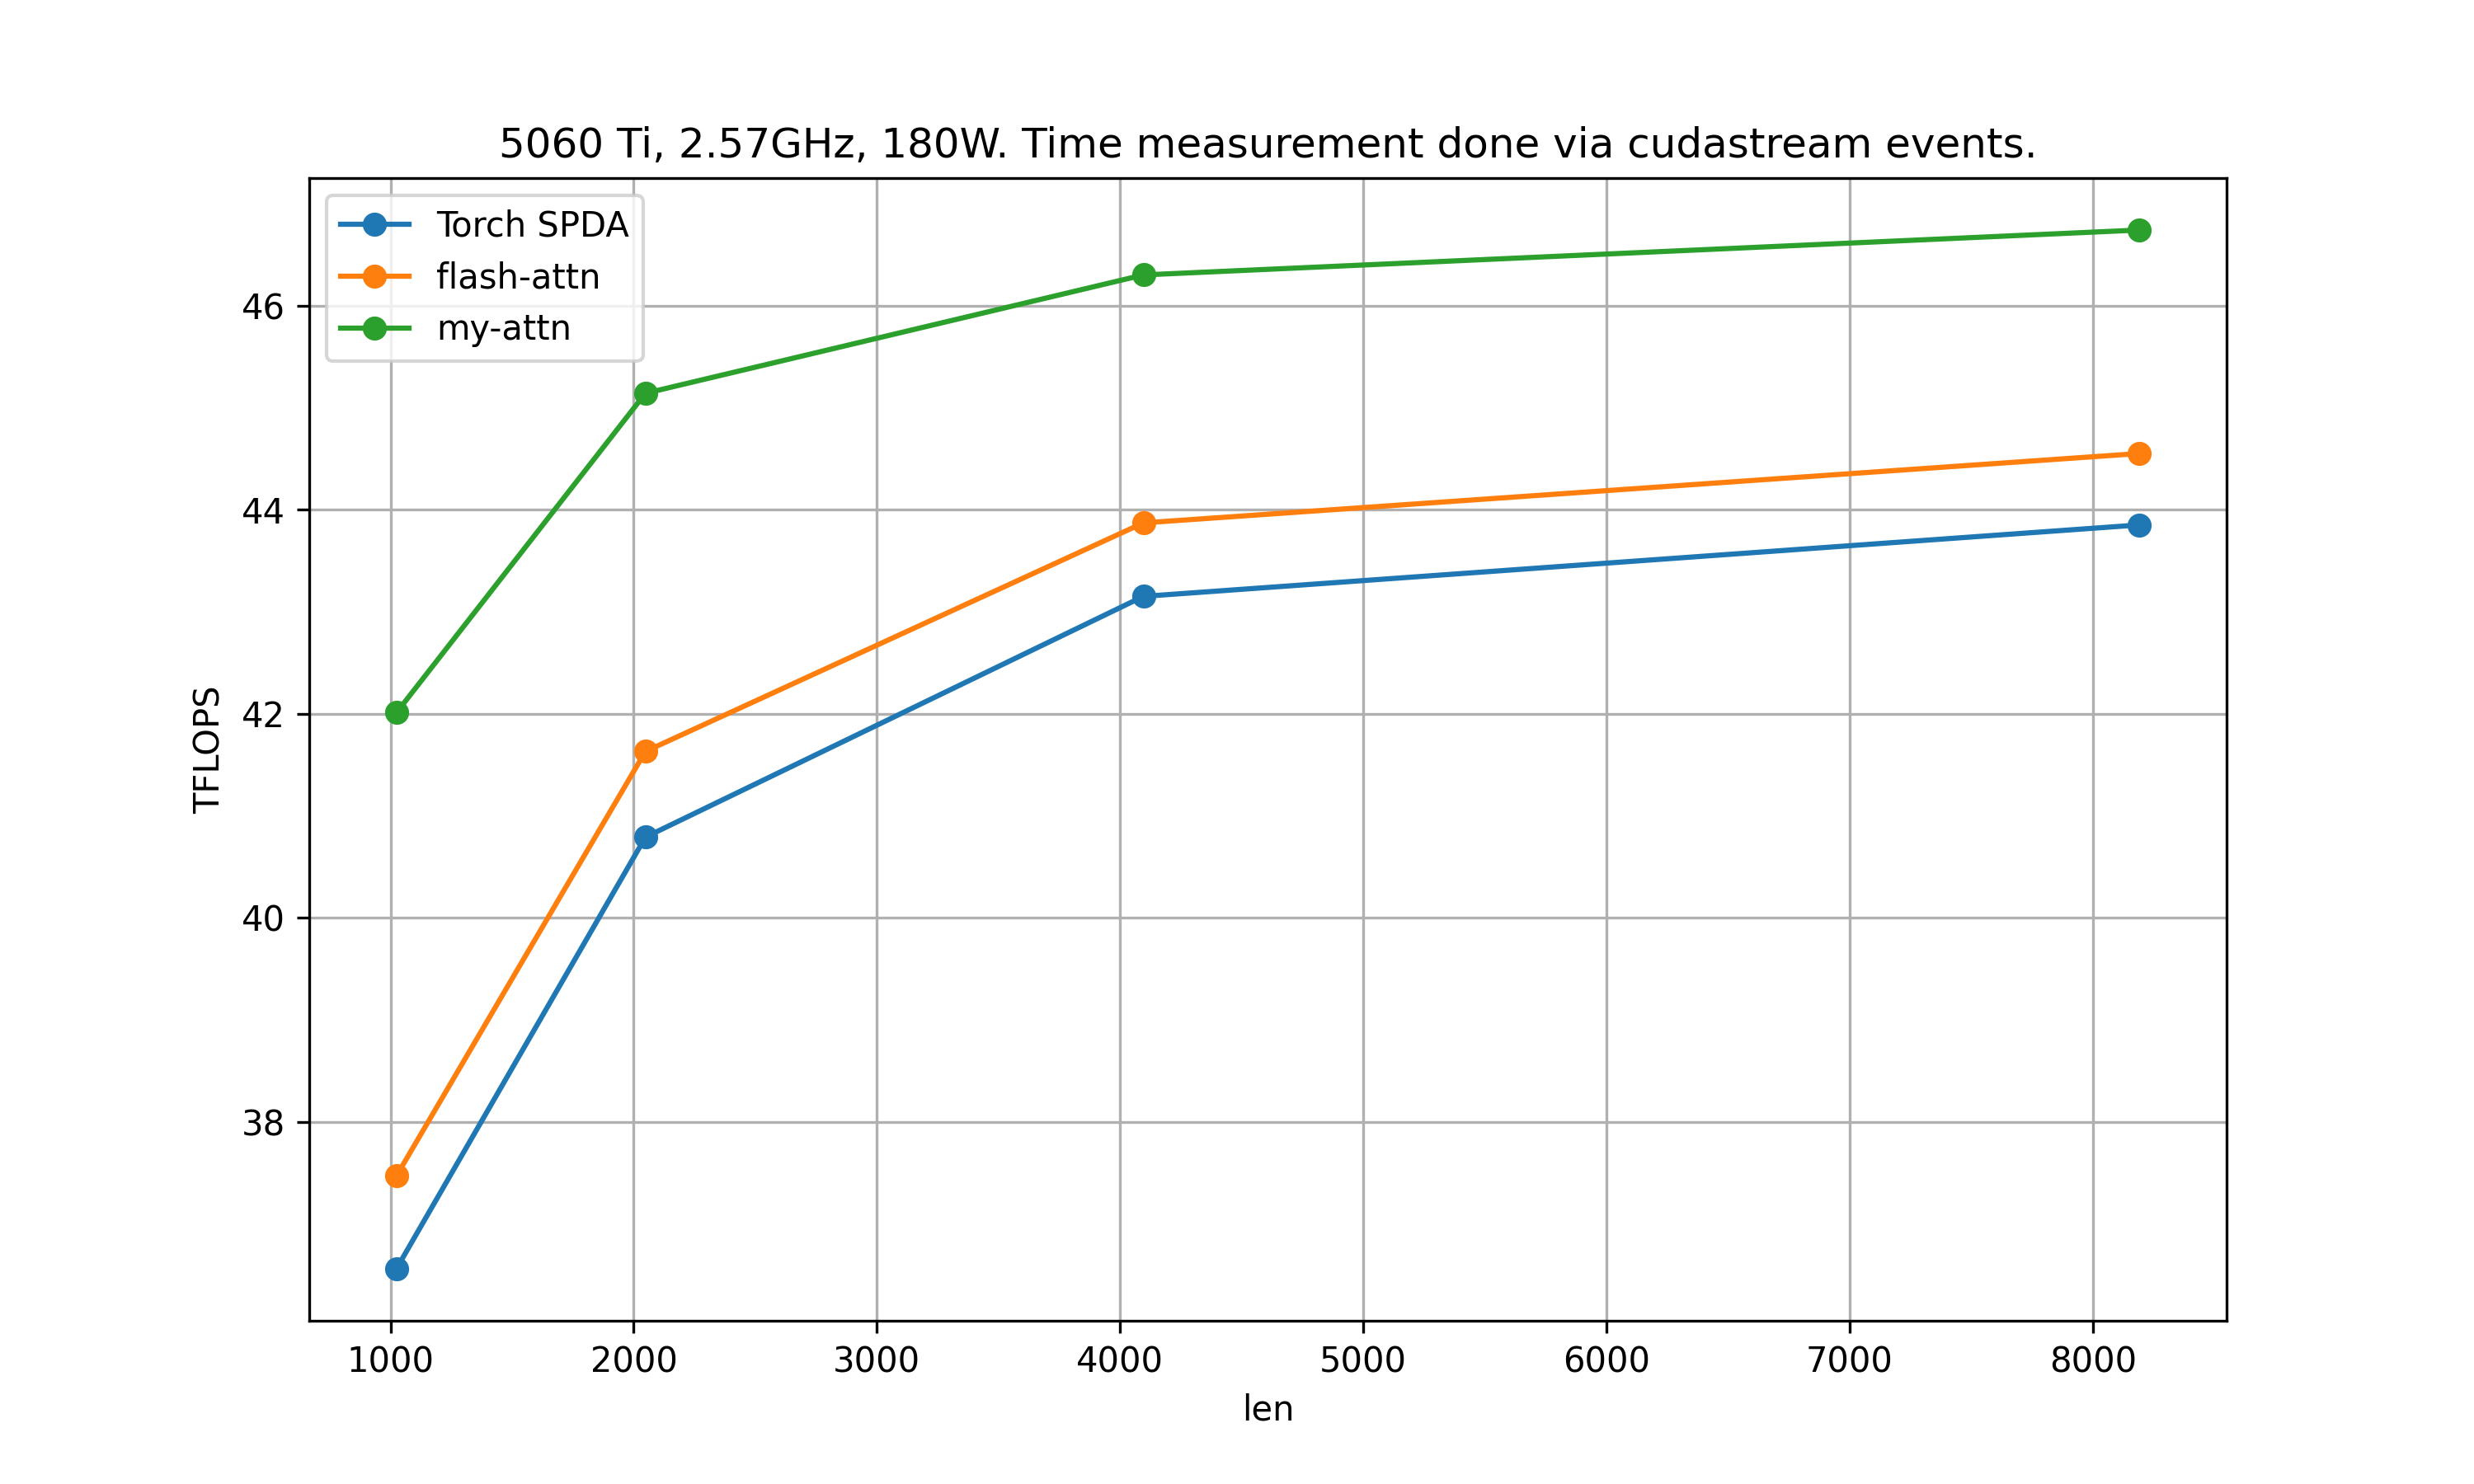 5060 Ti, 2.57GHz, 180W. Time measurement done via cudastream events.
Torch SPDA
flash-attn
my-attn
46
44
42
40
38
TFLOPS
1000 2000 3000 4000 5000 6000 7000 8000
len